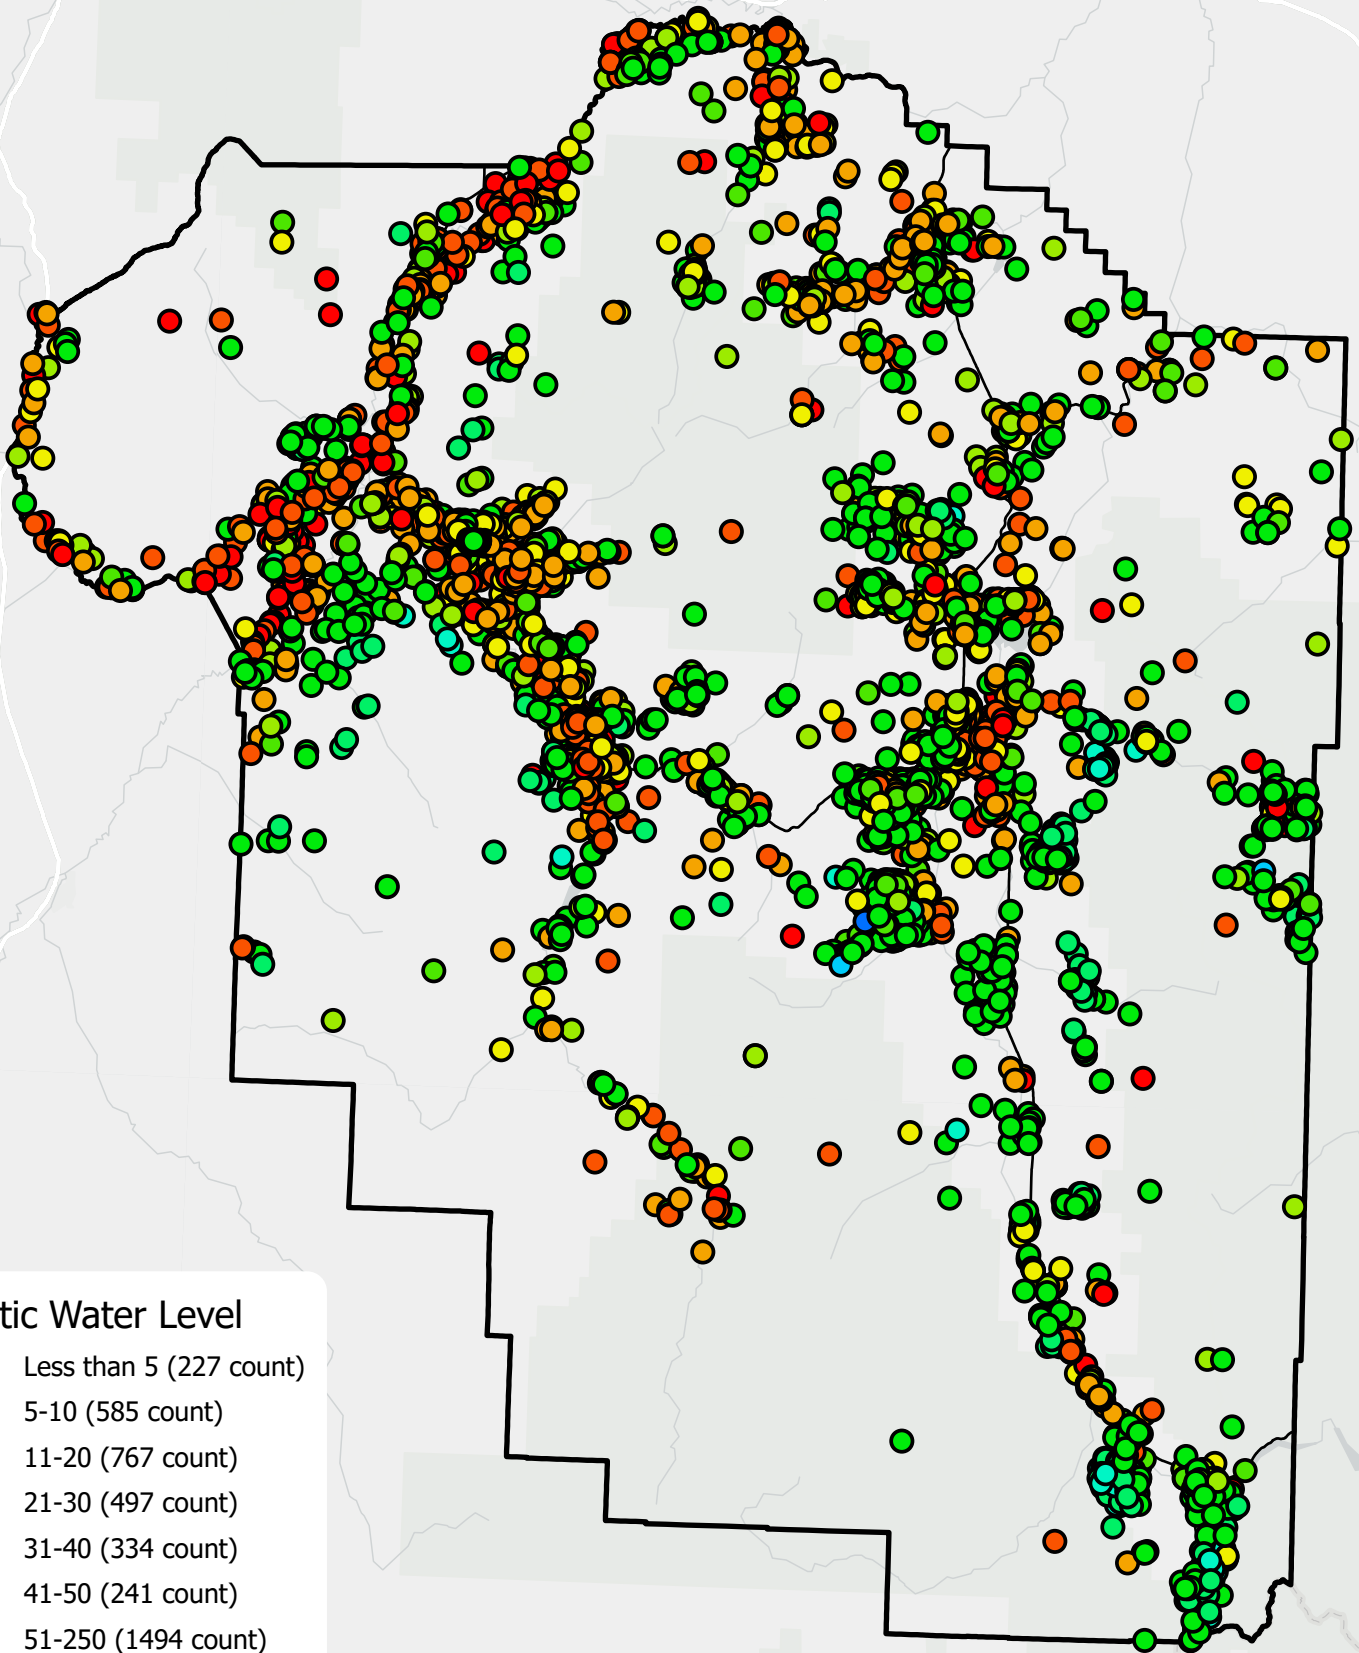 tic Water Level
Less than 5 (227 count)
5-10 (585 count)
11-20 (767 count)
21-30 (497 count)
31-40 (334 count)
41-50 (241 count)
51-250 (1494 count)